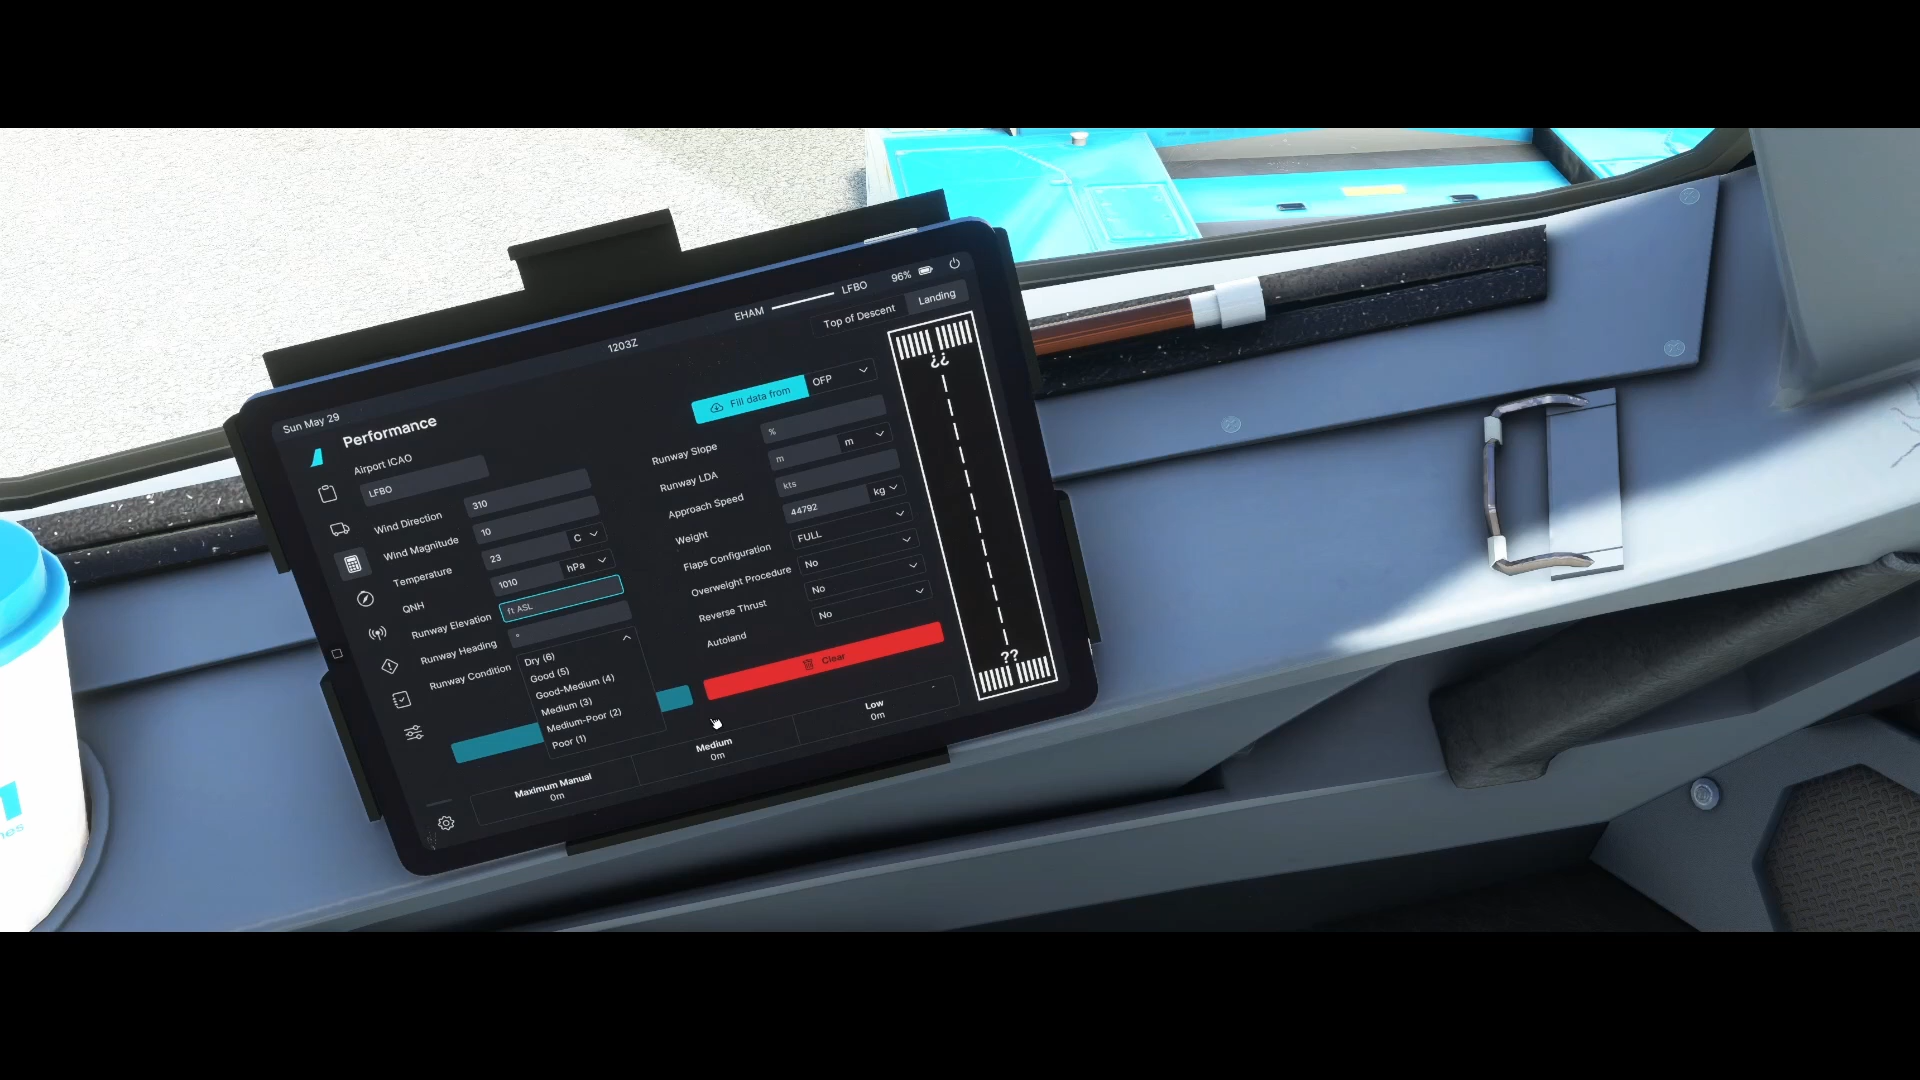 Sun May 29
1203Z
EHAM
LFBO
96%
Performance
Top of Descent
Landing
Airport ICAO
LFBO
Fill data from
OFP
Wind Direction
310
Wind Magnitude
10
Temperature
23
C
QNH
1010
hPa
Runway Elevation
ft ASL
Runway Heading
°
Runway Condition
Dry (6)
Good (5)
Good-Medium (4)
Medium (3)
Medium-Poor (2)
Poor (1)
Runway Slope
%
Runway LDA
m
m
Approach Speed
kts
Weight
44792
kg
Flaps Configuration
FULL
Overweight Procedure
No
Reverse Thrust
No
Autoland
No
Clear
Maximum Manual
0m
Medium
0m
Low
0m
¿¿
??